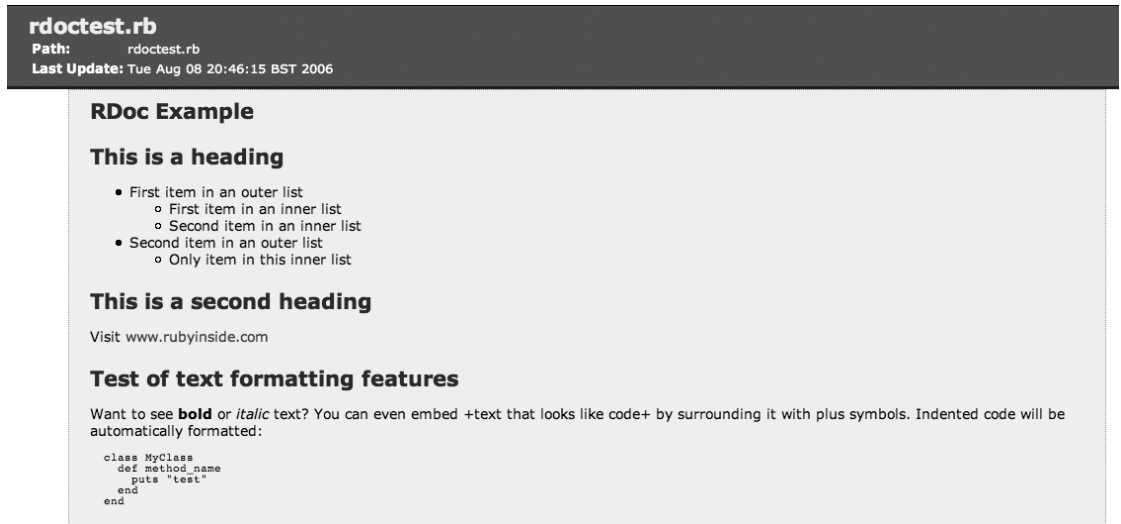 rdoctest.rb
Path: rdoctest.rb
Last Update: Tue Aug 08 20:46:15 BST 2006
RDoc Example
This is a heading
First item in an outer list
First item in an inner list
Second item in an inner list
Second item in an outer list
Only item in this inner list
This is a second heading
Visit www.rubyinside.com
Test of text formatting features
Want to see bold or italic text? You can even embed +text that looks like code+ by surrounding it with plus symbols. Indented code will be
automatically formatted:
class MyClass
  def method_name
    puts "test"
  end
end